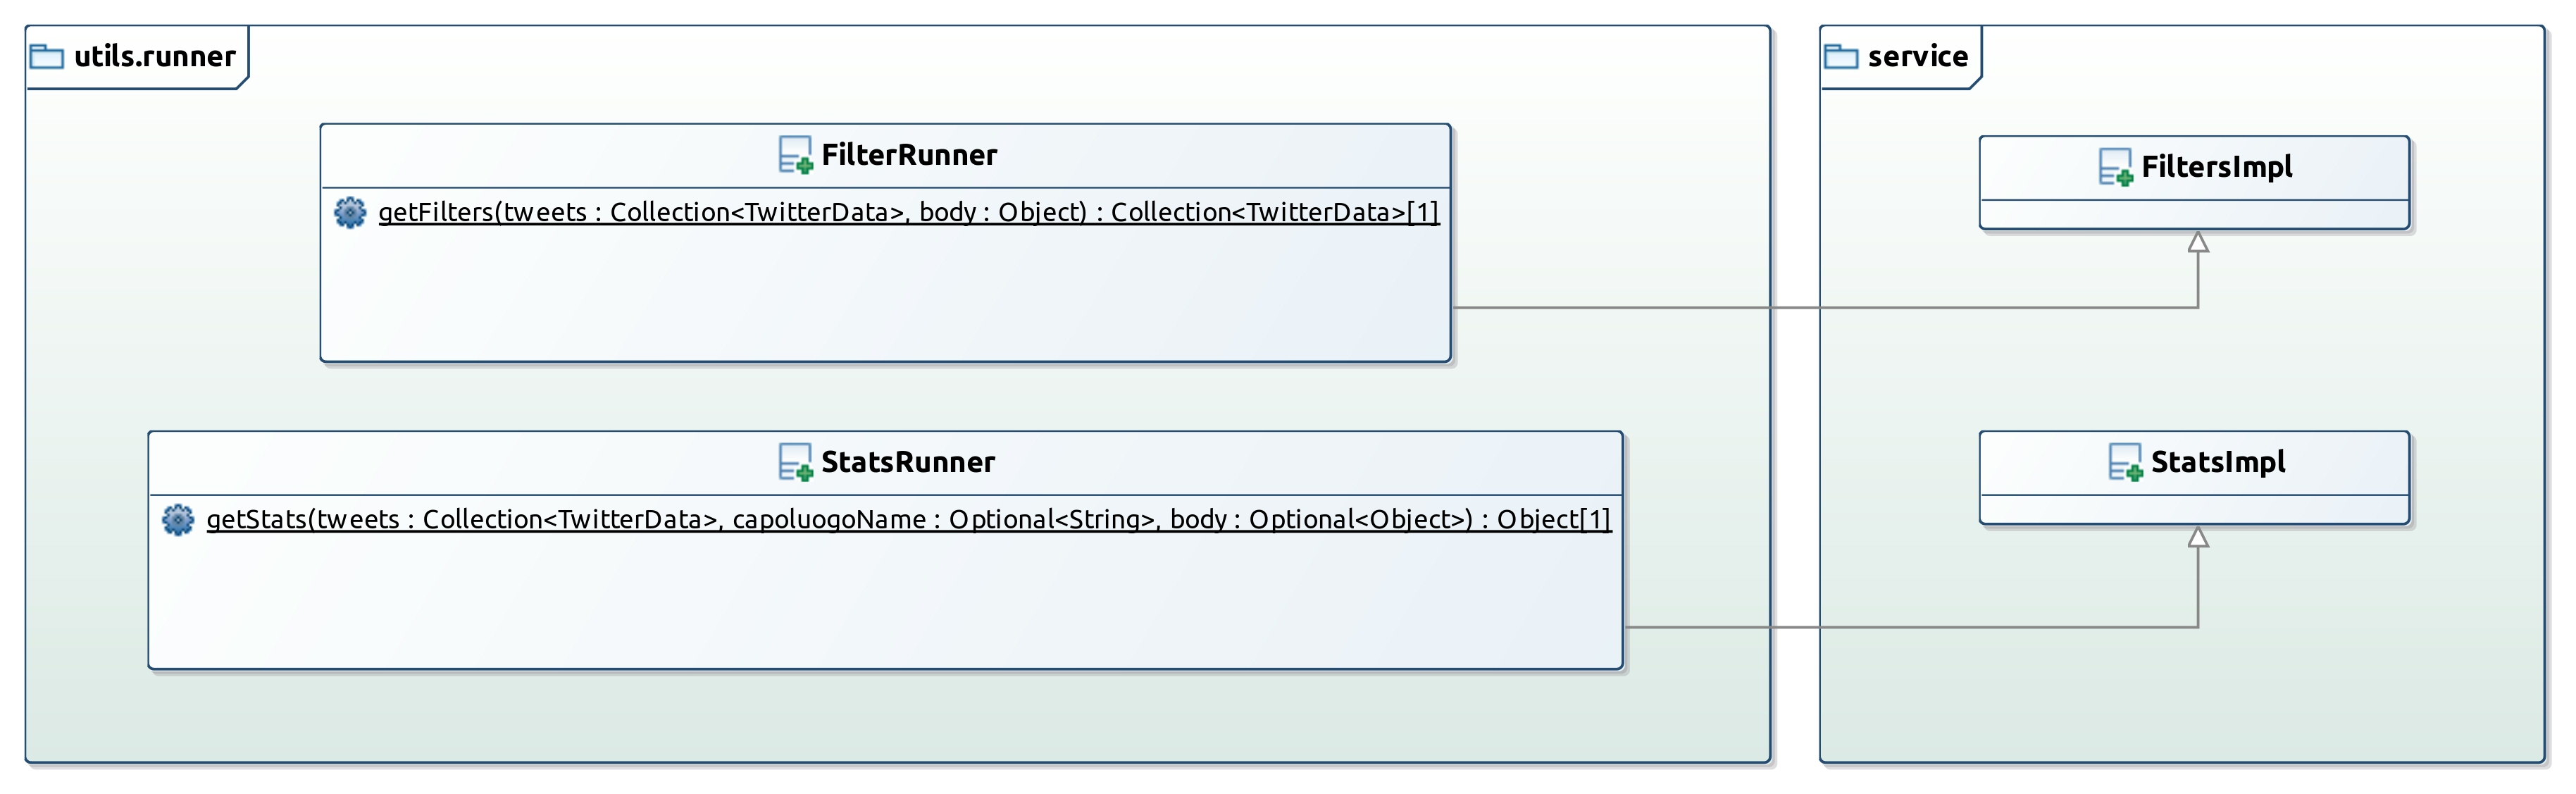 utils.runner
FilterRunner
getFilters(tweets : Collection<TwitterData>, body : Object) : Collection<TwitterData>[1]
StatsRunner
getStats(tweets : Collection<TwitterData>, capoluogoName : Optional<String>, body : Optional<Object>) : Object[1]
service
FiltersImpl
StatsImpl